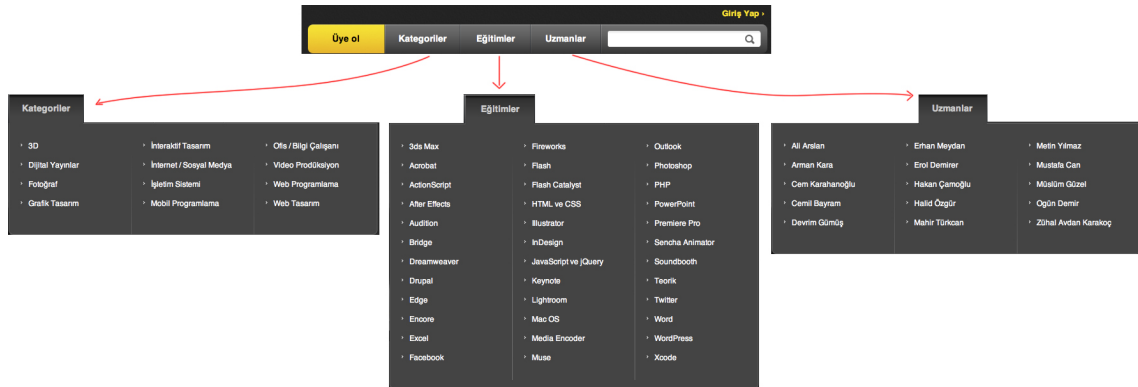 Giriş Yap ›
Üye ol
Kategoriler
Eğitimler
Uzmanlar
Kategoriler
3D
Dijital Yayınlar
Fotoğraf
Grafik Tasarım
İnteraktif Tasarım
İnternet / Sosyal Medya
İşletim Sistemi
Mobil Programlama
Ofis / Bilgi Çalışanı
Video Prodüksiyon
Web Programlama
Web Tasarım
Eğitimler
3ds Max
Acrobat
ActionScript
After Effects
Audition
Bridge
Dreamweaver
Drupal
Edge
Encore
Excel
Facebook
Fireworks
Flash
Flash Catalyst
HTML ve CSS
Illustrator
InDesign
JavaScript ve jQuery
Keynote
Lightroom
Mac OS
Media Encoder
Muse
Outlook
Photoshop
PHP
PowerPoint
Premiere Pro
Sencha Animator
Soundbooth
Teorik
Twitter
Word
WordPress
Xcode
Uzmanlar
Ali Arslan
Arman Kara
Cem Karahanoğlu
Cemil Bayram
Devrim Gümüş
Erhan Meydan
Erol Demirer
Hakan Çamoğlu
Halid Özgür
Mahir Türkcan
Metin Yılmaz
Mustafa Can
Müslüm Güzel
Ogün Demir
Zühal Avdan Karakoç